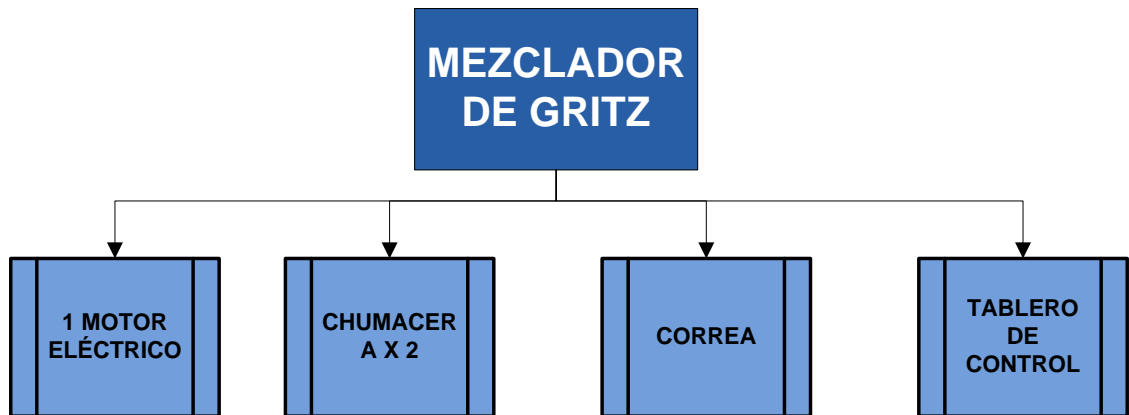 MEZCLADOR
DE GRITZ
1 MOTOR
ELÉCTRICO
CHUMACER
A X 2
CORREA
TABLERO
DE
CONTROL